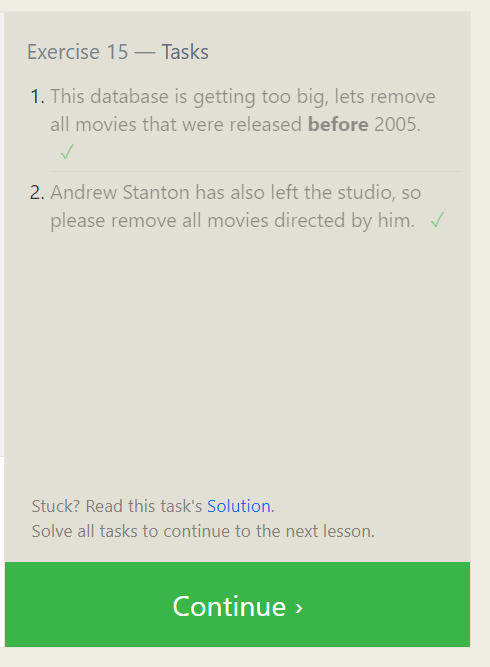 Exercise 15 — Tasks
1. This database is getting too big, lets remove
all movies that were released before 2005.
✓
2. Andrew Stanton has also left the studio, so
please remove all movies directed by him. ✓
Stuck? Read this task's Solution.
Solve all tasks to continue to the next lesson.
Continue ›